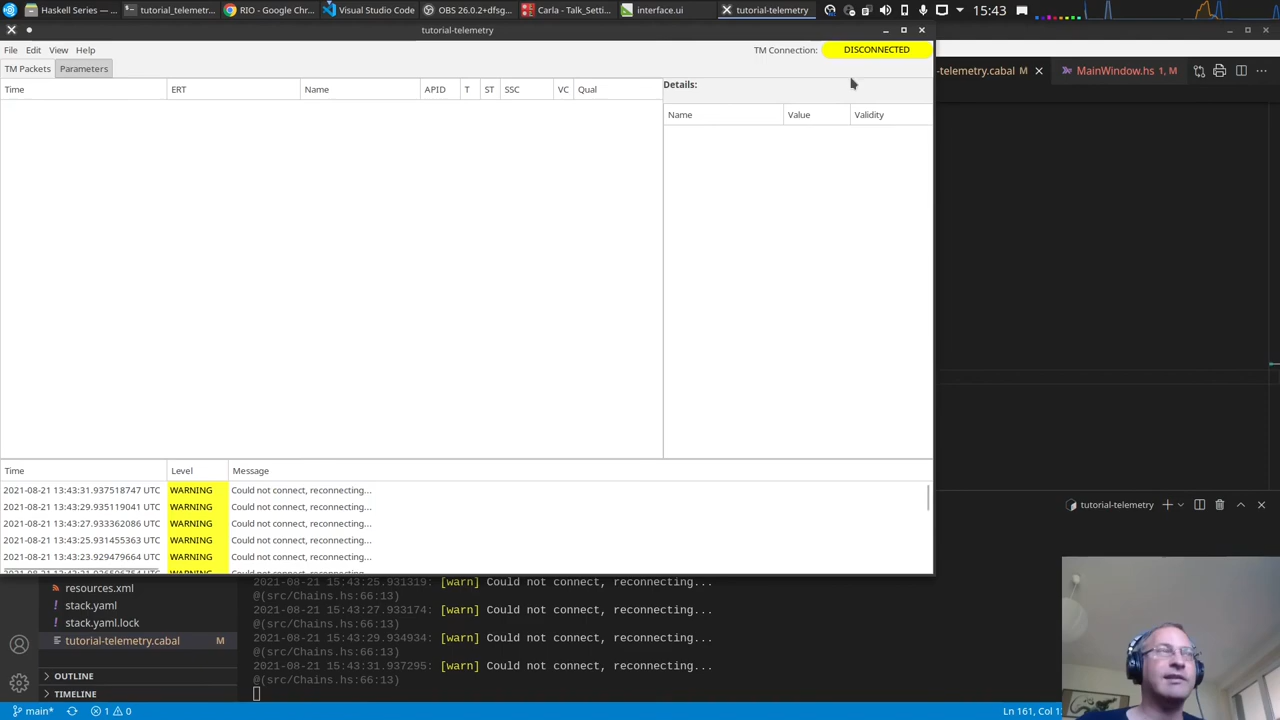 Haskell Series — ...
tutorial_telemetr...
RIO - Google Chr...
Visual Studio Code
OBS 26.0.2+dfsg...
Carla - Talk_Setti...
interface.ui
tutorial-telemetry
15:43
tutorial-telemetry
File Edit View Help
TM Connection: DISCONNECTED
TM Packets Parameters
Time ERT Name APID T ST SSC VC Qual
Details:
Name Value Validity
-telemetry.cabal M
MainWindow.hs 1, M
Time Level Message
2021-08-21 13:43:31.937518747 UTC WARNING Could not connect, reconnecting...
2021-08-21 13:43:29.935119041 UTC WARNING Could not connect, reconnecting...
2021-08-21 13:43:27.933362086 UTC WARNING Could not connect, reconnecting...
2021-08-21 13:43:25.931455363 UTC WARNING Could not connect, reconnecting...
2021-08-21 13:43:23.929479664 UTC WARNING Could not connect, reconnecting...
tutorial-telemetry
resources.xml
stack.yaml
stack.yaml.lock
tutorial-telemetry.cabal M
OUTLINE
TIMELINE
2021-08-21 15:43:25.931319: [warn] Could not connect, reconnecting...
@(src/Chains.hs:66:13)
2021-08-21 15:43:27.933174: [warn] Could not connect, reconnecting...
@(src/Chains.hs:66:13)
2021-08-21 15:43:29.934934: [warn] Could not connect, reconnecting...
@(src/Chains.hs:66:13)
2021-08-21 15:43:31.937295: [warn] Could not connect, reconnecting...
@(src/Chains.hs:66:13)
main* 1 0
Ln 161, Col 1